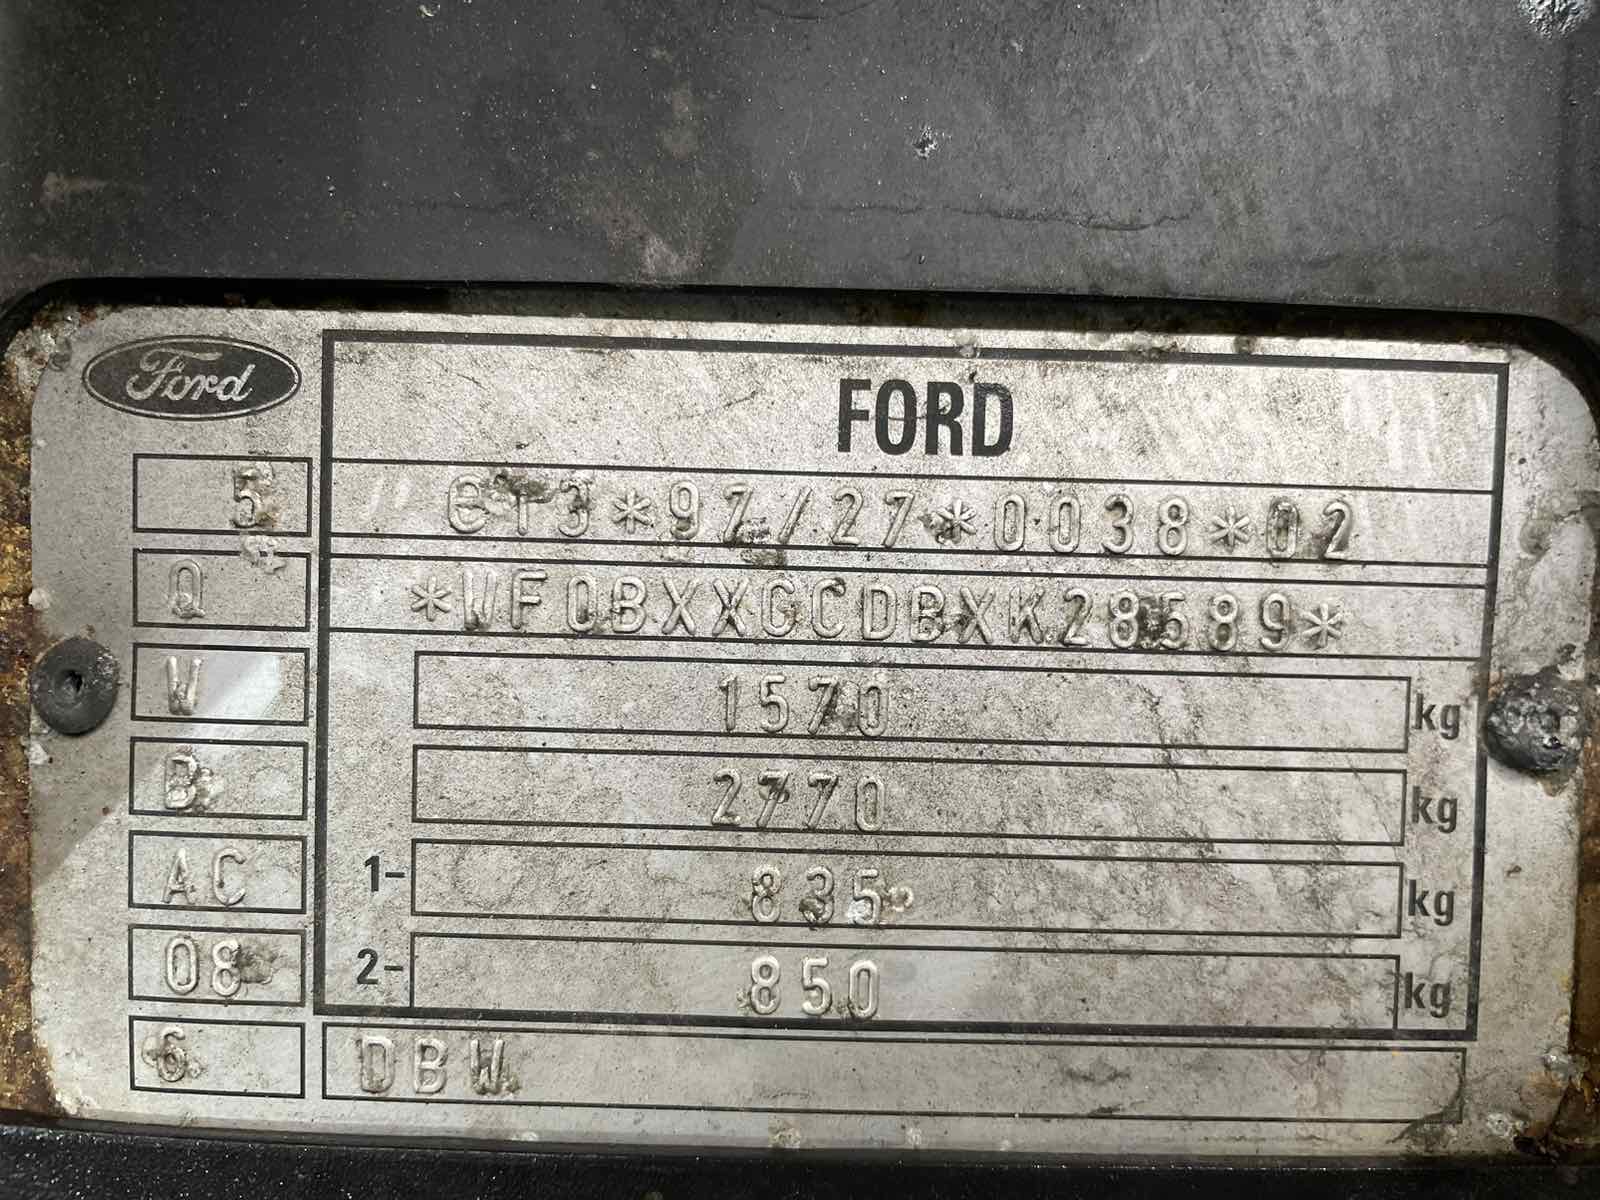 Ford
FORD
5 e13*97/27*0038*02
Q *WF0BXXGCDBXK28589*
W 1570 kg
B 2770 kg
AC 1- 835 kg
08 2- 850 kg
6 DBW